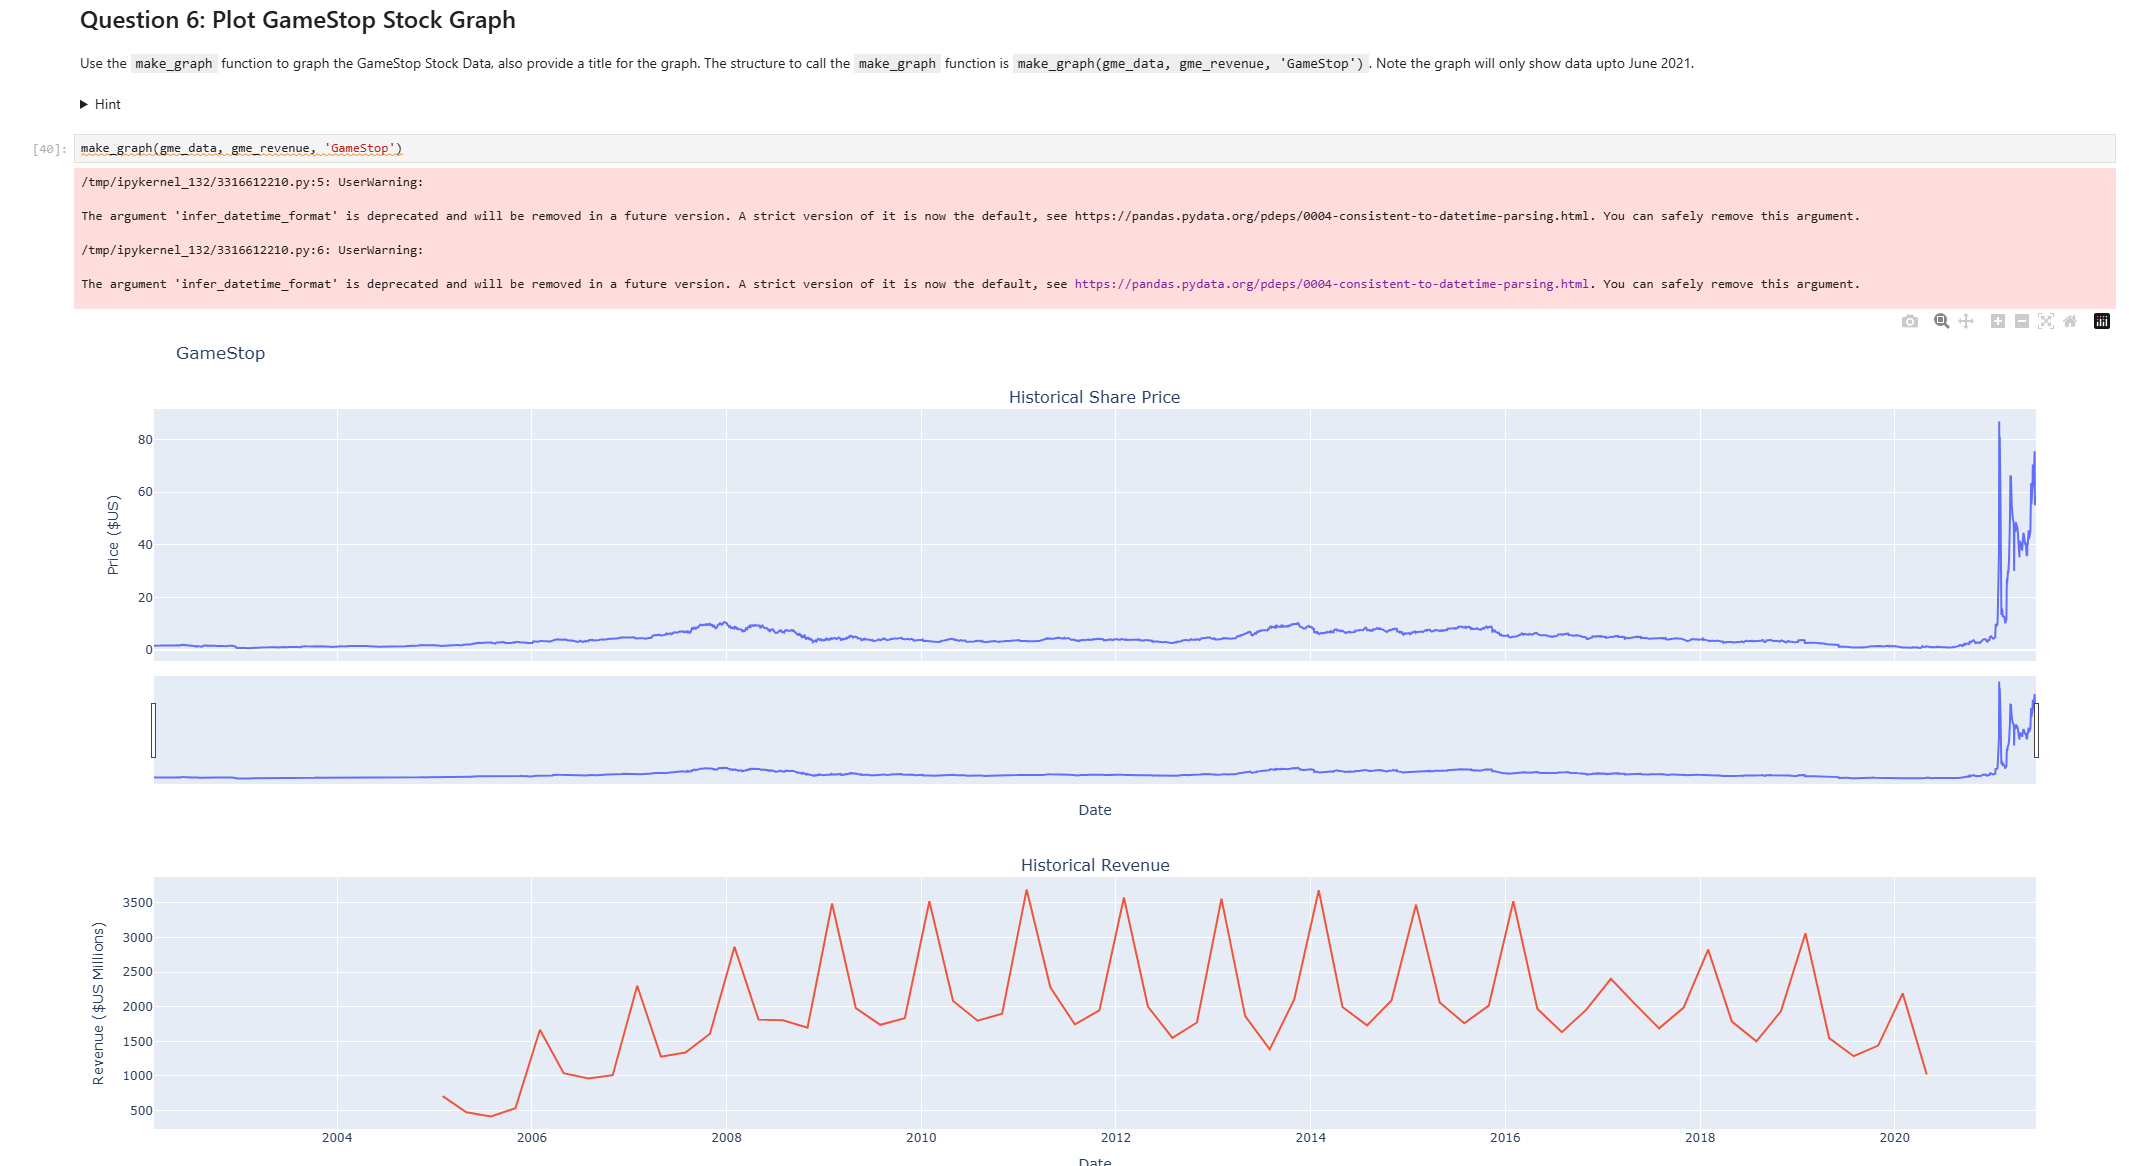 Question 6: Plot GameStop Stock Graph
Use the make_graph function to graph the GameStop Stock Data, also provide a title for the graph. The structure to call the make_graph function is make_graph(gme_data, gme_revenue, 'GameStop'). Note the graph will only show data upto June 2021.
Hint
[40]: make_graph(gme_data, gme_revenue, 'GameStop')
/tmp/ipykernel_132/3316612210.py:5: UserWarning:
The argument 'infer_datetime_format' is deprecated and will be removed in a future version. A strict version of it is now the default, see https://pandas.pydata.org/pdeps/0004-consistent-to-datetime-parsing.html. You can safely remove this argument.
/tmp/ipykernel_132/3316612210.py:6: UserWarning:
The argument 'infer_datetime_format' is deprecated and will be removed in a future version. A strict version of it is now the default, see https://pandas.pydata.org/pdeps/0004-consistent-to-datetime-parsing.html. You can safely remove this argument.
GameStop
Historical Share Price
Price ($US)
80
60
40
20
0
Date
Historical Revenue
Revenue ($US Millions)
3500
3000
2500
2000
1500
1000
500
2004 2006 2008 2010 2012 2014 2016 2018 2020
Date